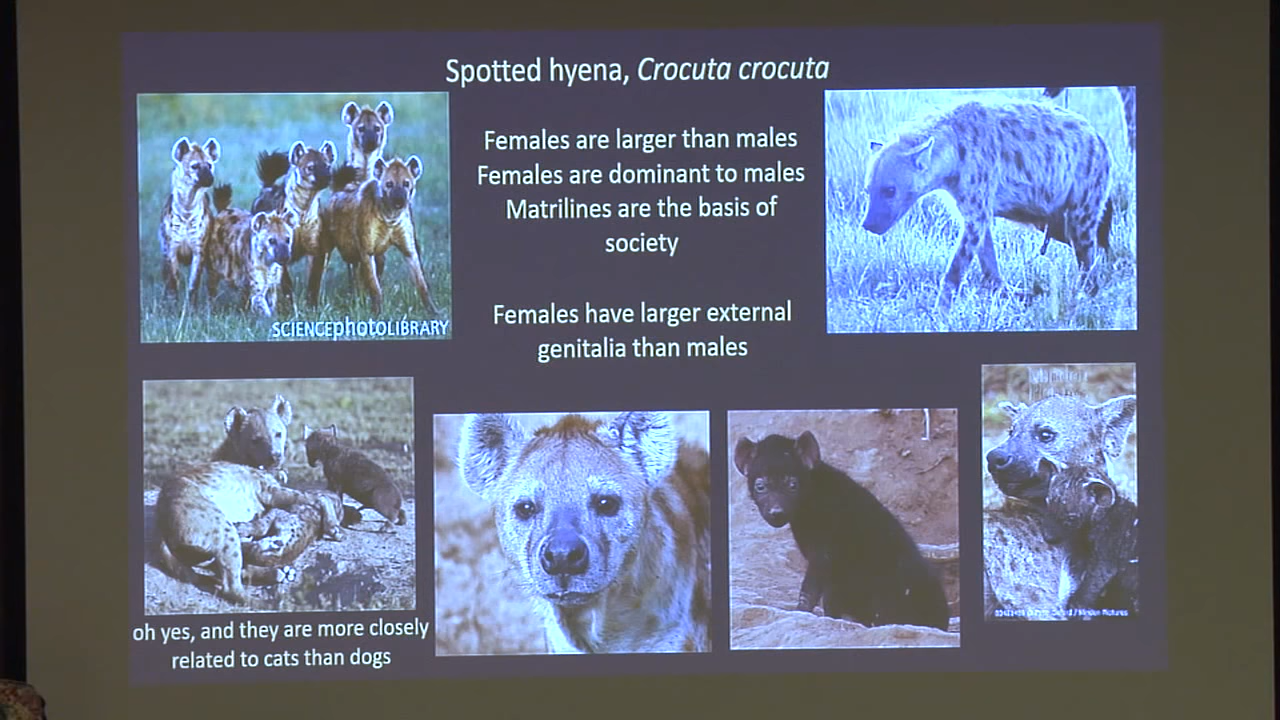 Spotted hyena, Crocuta crocuta
Females are larger than males
Females are dominant to males
Matrilines are the basis of
society
Females have larger external
genitalia than males
SCIENCEphotoLIBRARY
oh yes, and they are more closely
related to cats than dogs
/ Minden Pictures